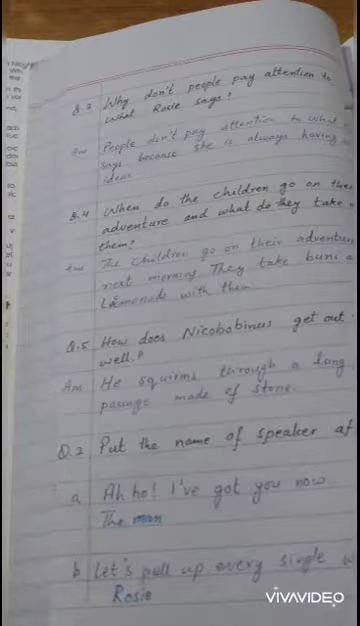 Q.3 Why don't people pay attention to
what Rosie says?
Ans People don't pay attention to what
says because she is always having
ideas
Q.4 When do the children go on their
adventure and what do they take
them?
Ans The children go on their adventure
next morning They take buns
Lemonade with them
Q.5 How does Nicobobinus get out
well?
Ans He squirms through a long
passage made of stone.
Q.2 Put the name of speaker
a Ah ho! I've got you now
The man
b Let's pull up every single
Rosie
VIVAVIDEO